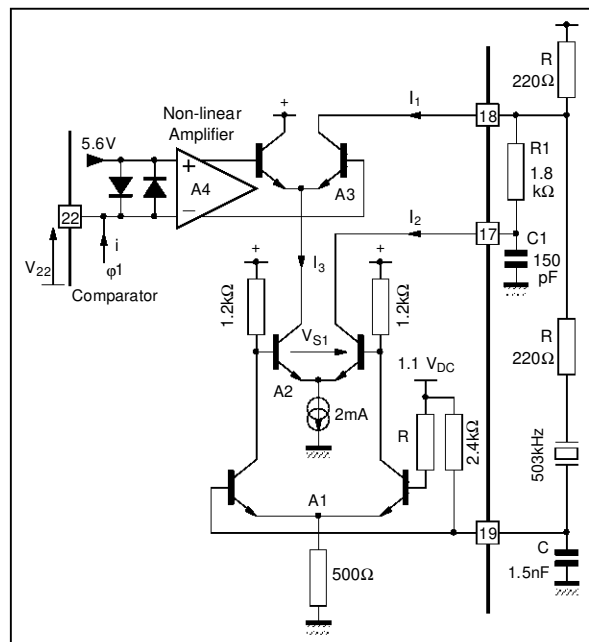 R
220Ω
I1
18
Non-linear
Amplifier
+
5.6V
+
A4
−
A3
R1
1.8
kΩ
22
I2
17
C1
150
pF
V22
i
φ1
Comparator
I3
+
+
1.2kΩ
1.2kΩ
VS1
R
220Ω
A2
1.1 VDC
2mA
R
2.4kΩ
503kHz
A1
19
C
1.5nF
500Ω